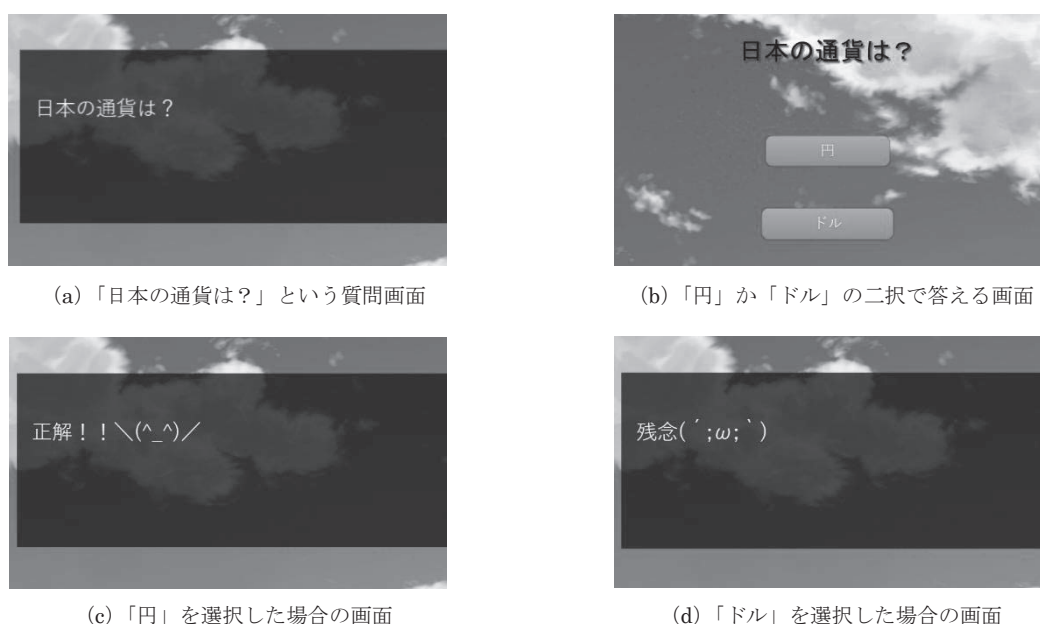 日本の通貨は？
(a)「日本の通貨は？」という質問画面
日本の通貨は？
円
ドル
(b)「円」か「ドル」の二択で答える画面
正解！！＼(^_^)／
(c)「円」を選択した場合の画面
残念(´;ω;｀)
(d)「ドル」を選択した場合の画面